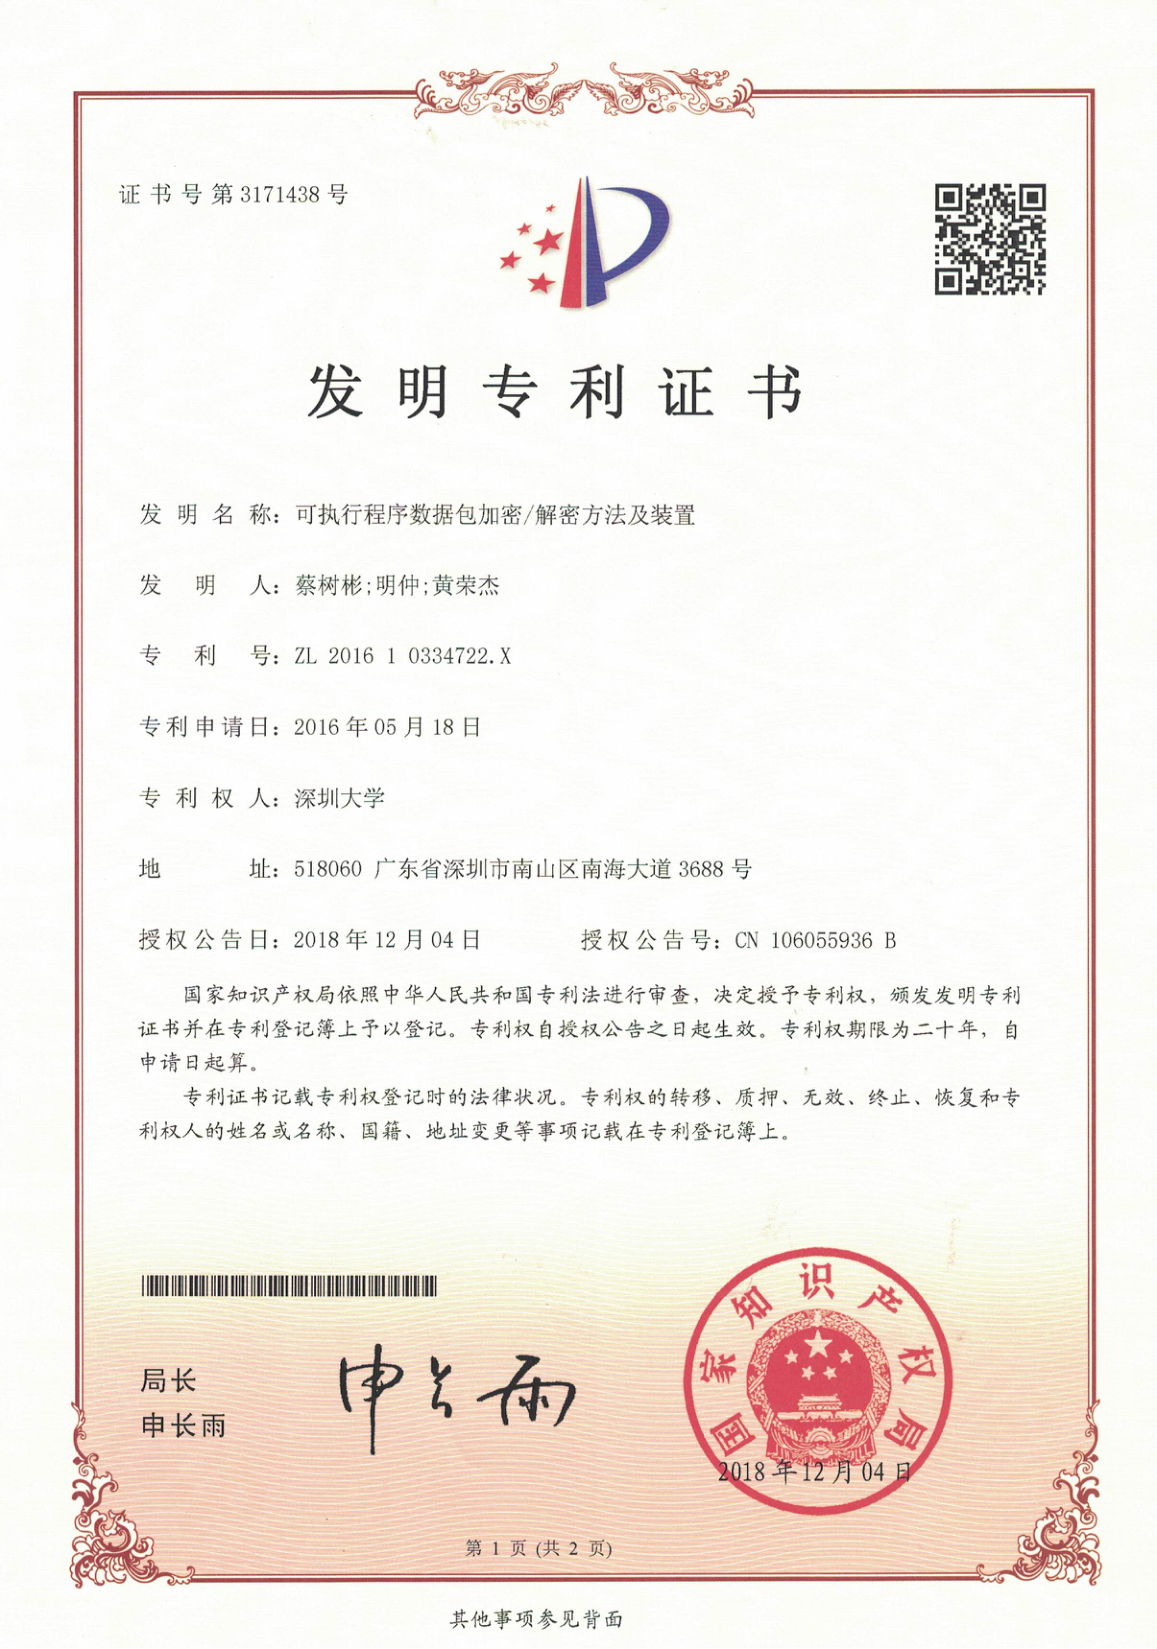 证书号第3171438号
发明专利证书
发明名称：可执行程序数据包加密/解密方法及装置
发明人：蔡树彬;明仲;黄荣杰
专利号：ZL 2016 1 0334722.X
专利申请日：2016年05月18日
专利权人：深圳大学
地址：518060 广东省深圳市南山区南海大道3688号
授权公告日：2018年12月04日 授权公告号：CN 106055936 B
国家知识产权局依照中华人民共和国专利法进行审查，决定授予专利权，颁发发明专利
证书并在专利登记簿上予以登记。专利权自授权公告之日起生效。专利权期限为二十年，自
申请日起算。
专利证书记载专利权登记时的法律状况。专利权的转移、质押、无效、终止、恢复和专
利权人的姓名或名称、国籍、地址变更等事项记载在专利登记簿上。
局长
申长雨
申长雨
国家知识产权局
2018年12月04日
第 1 页 (共 2 页)
其他事项参见背面